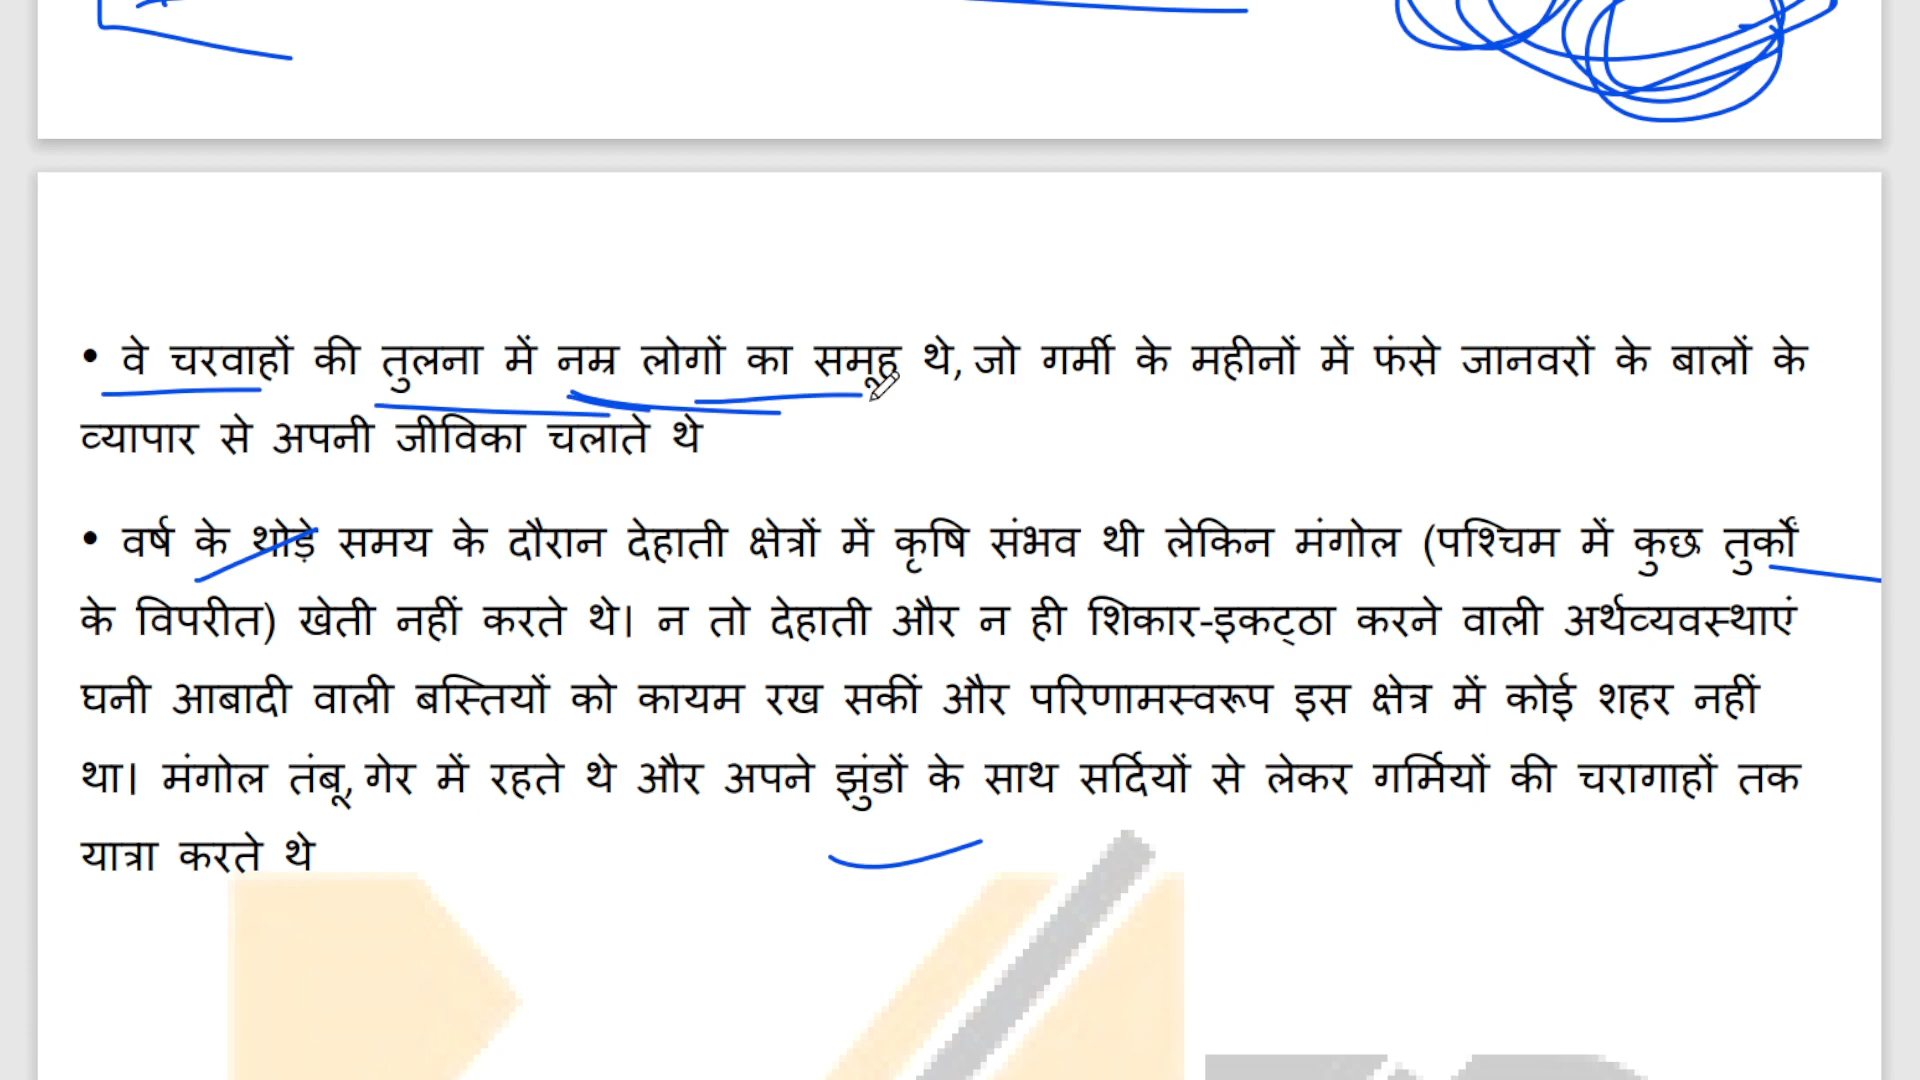 • वे चरवाहों की तुलना में नम्र लोगों का समूह थे, जो गर्मी के महीनों में फंसे जानवरों के बालों के
व्यापार से अपनी जीविका चलाते थे
• वर्ष के थोड़े समय के दौरान देहाती क्षेत्रों में कृषि संभव थी लेकिन मंगोल (पश्चिम में कुछ तुर्कों
के विपरीत) खेती नहीं करते थे। न तो देहाती और न ही शिकार-इकट्ठा करने वाली अर्थव्यवस्थाएं
घनी आबादी वाली बस्तियों को कायम रख सकीं और परिणामस्वरूप इस क्षेत्र में कोई शहर नहीं
था। मंगोल तंबू, गेर में रहते थे और अपने झुंडों के साथ सर्दियों से लेकर गर्मियों की चरागाहों तक
यात्रा करते थे